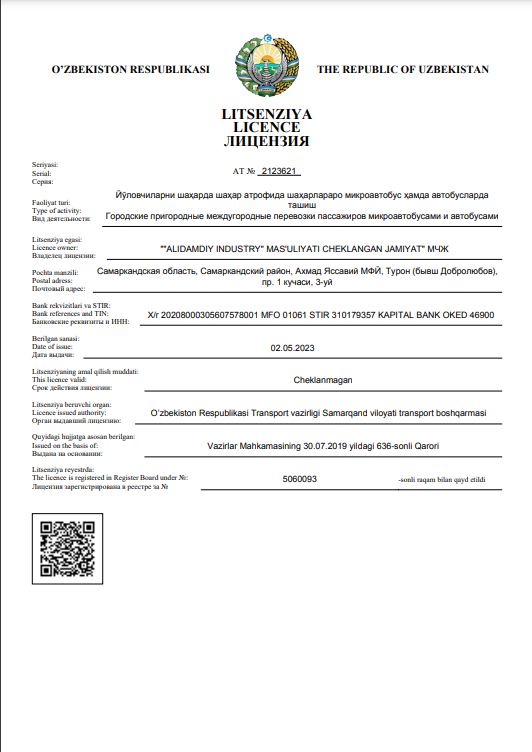 O’ZBEKISTON RESPUBLIKASI
THE REPUBLIC OF UZBEKISTAN
LITSENZIYA
LICENCE
ЛИЦЕНЗИЯ
Seriyasi:
Serial:
Серия:
AT № 2123621
Faoliyat turi:
Type of activity:
Вид деятельности:
Йўловчиларни шаҳарда шаҳар атрофида шаҳарлараро микроавтобус ҳамда автобусларда
ташиш
Городские пригородные междугородные перевозки пассажиров микроавтобусами и автобусами
Litsenziya egasi:
Licence owner:
Владелец лицензии:
""ALIDAMDIY INDUSTRY" MAS'ULIYATI CHEKLANGAN JAMIYAT" МЧЖ
Pochta manzili:
Postal adress:
Почтовый адрес:
Самаркандская область, Самаркандский район, Ахмад Яссавий МФЙ, Турон (бывш Добролюбов),
пр. 1 кучаси, 3-уй
Bank rekvizitlari va STIR:
Bank references and TIN:
Банковские реквизиты и ИНН:
X/r 20208000305607578001 MFO 01061 STIR 310179357 KAPITAL BANK OKED 46900
Berilgan sanasi:
Date of issue:
Дата выдачи:
02.05.2023
Litsenziyaning amal qilish muddati:
This licence valid:
Срок действия лицензии:
Cheklanmagan
Litsenziya beruvchi organ:
Licence issued authority:
Орган выдавший лицензию:
O’zbekiston Respublikasi Transport vazirligi Samarqand viloyati transport boshqarmasi
Quyidagi hujjatga asosan berilgan:
Issued on the basis of:
Выдана на основании:
Vazirlar Mahkamasining 30.07.2019 yildagi 636-sonli Qarori
Litsenziya reyestrda:
The licence is registered in Register Board under №:
Лицензия зарегистрирована в реестре за №
5060093
-sonli raqam bilan qayd etildi